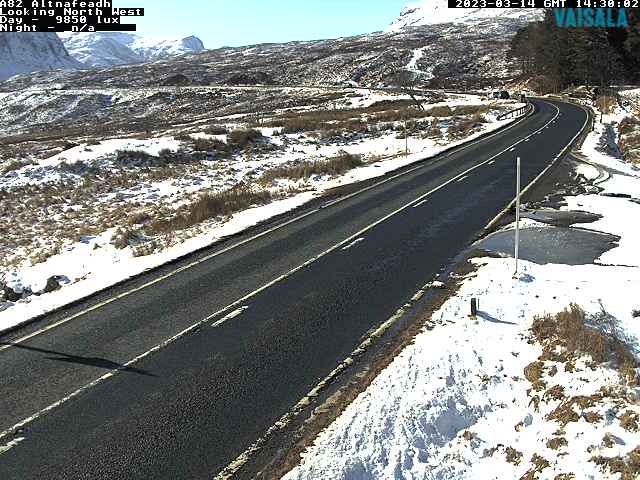 A82 Altnafeadh
Looking North West
Day - 9850 lux
Night - n/a
2023-03-14 GMT 14:30:02
VAISALA